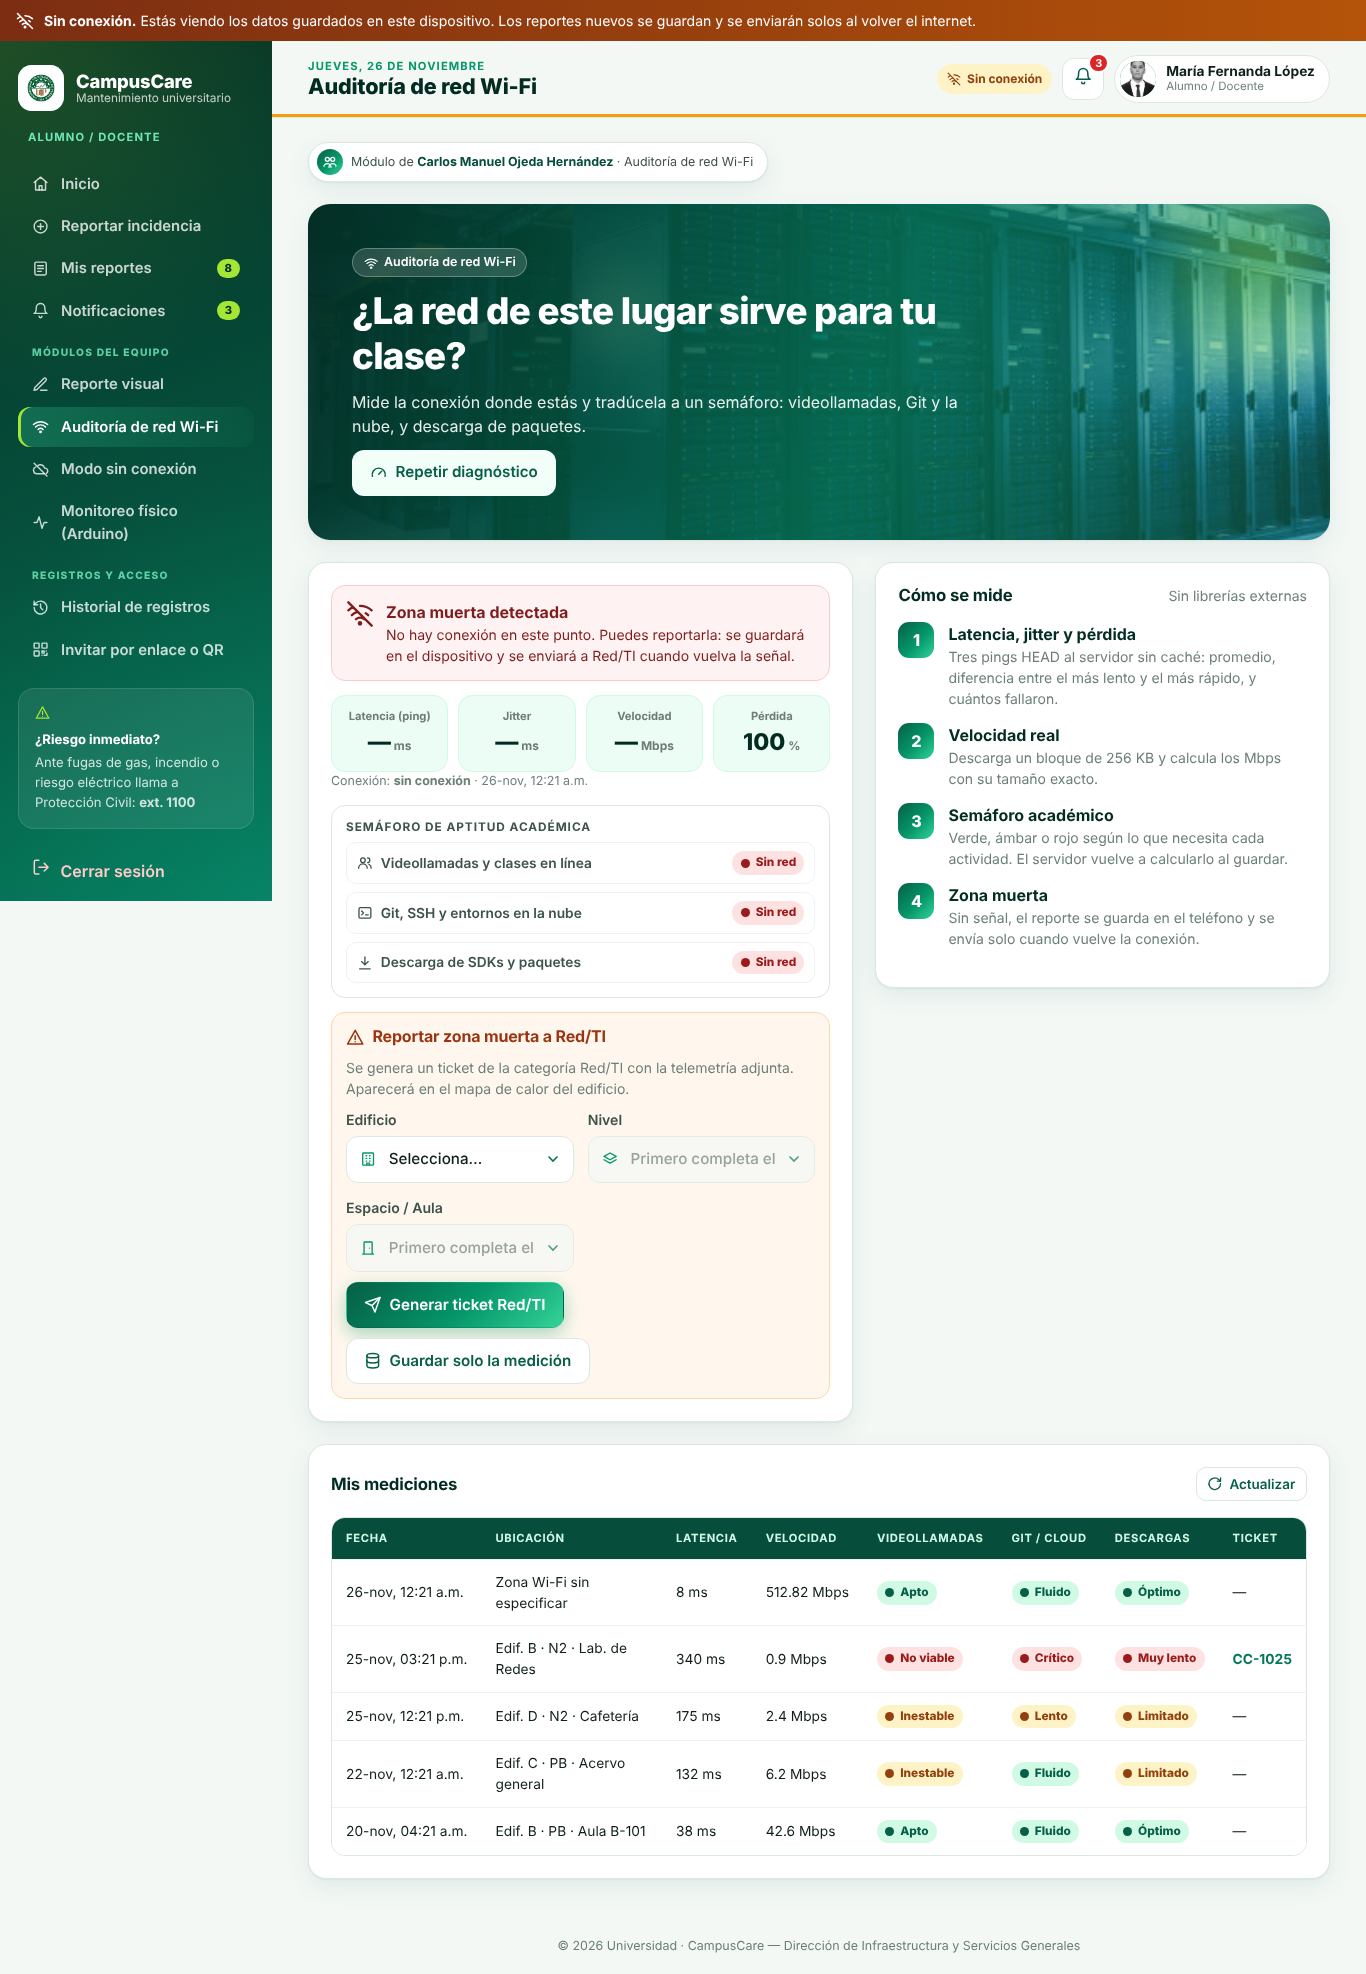 Sin conexión. Estás viendo los datos guardados en este dispositivo. Los reportes nuevos se guardan y se enviarán solos al volver el internet.
CampusCare
Mantenimiento universitario
ALUMNO / DOCENTE
Inicio
Reportar incidencia
Mis reportes 8
Notificaciones 3
MÓDULOS DEL EQUIPO
Reporte visual
Auditoría de red Wi-Fi
Modo sin conexión
Monitoreo físico
(Arduino)
REGISTROS Y ACCESO
Historial de registros
Invitar por enlace o QR
¿Riesgo inmediato?
Ante fugas de gas, incendio o
riesgo eléctrico llama a
Protección Civil: ext. 1100
Cerrar sesión
JUEVES, 26 DE NOVIEMBRE
Auditoría de red Wi-Fi
Sin conexión
3
María Fernanda López
Alumno / Docente
Módulo de Carlos Manuel Ojeda Hernández · Auditoría de red Wi-Fi
Auditoría de red Wi-Fi
¿La red de este lugar sirve para tu
clase?
Mide la conexión donde estás y tradúcela a un semáforo: videollamadas, Git y la
nube, y descarga de paquetes.
Repetir diagnóstico
Zona muerta detectada
No hay conexión en este punto. Puedes reportarla: se guardará
en el dispositivo y se enviará a Red/TI cuando vuelva la señal.
Latencia (ping)
— ms
Jitter
— ms
Velocidad
— Mbps
Pérdida
100 %
Conexión: sin conexión · 26-nov, 12:21 a.m.
SEMÁFORO DE APTITUD ACADÉMICA
Videollamadas y clases en línea Sin red
Git, SSH y entornos en la nube Sin red
Descarga de SDKs y paquetes Sin red
Reportar zona muerta a Red/TI
Se genera un ticket de la categoría Red/TI con la telemetría adjunta.
Aparecerá en el mapa de calor del edificio.
Edificio
Selecciona...
Nivel
Primero completa el
Espacio / Aula
Primero completa el
Generar ticket Red/TI
Guardar solo la medición
Cómo se mide Sin librerías externas
1 Latencia, jitter y pérdida
Tres pings HEAD al servidor sin caché: promedio,
diferencia entre el más lento y el más rápido, y
cuántos fallaron.
2 Velocidad real
Descarga un bloque de 256 KB y calcula los Mbps
con su tamaño exacto.
3 Semáforo académico
Verde, ámbar o rojo según lo que necesita cada
actividad. El servidor vuelve a calcularlo al guardar.
4 Zona muerta
Sin señal, el reporte se guarda en el teléfono y se
envía solo cuando vuelve la conexión.
Mis mediciones Actualizar
FECHA UBICACIÓN LATENCIA VELOCIDAD VIDEOLLAMADAS GIT / CLOUD DESCARGAS TICKET
26-nov, 12:21 a.m. Zona Wi-Fi sin
especificar 8 ms 512.82 Mbps Apto Fluido Óptimo —
25-nov, 03:21 p.m. Edif. B · N2 · Lab. de
Redes 340 ms 0.9 Mbps No viable Crítico Muy lento CC-1025
25-nov, 12:21 p.m. Edif. D · N2 · Cafetería 175 ms 2.4 Mbps Inestable Lento Limitado —
22-nov, 12:21 a.m. Edif. C · PB · Acervo
general 132 ms 6.2 Mbps Inestable Fluido Limitado —
20-nov, 04:21 a.m. Edif. B · PB · Aula B-101 38 ms 42.6 Mbps Apto Fluido Óptimo —
© 2026 Universidad · CampusCare — Dirección de Infraestructura y Servicios Generales